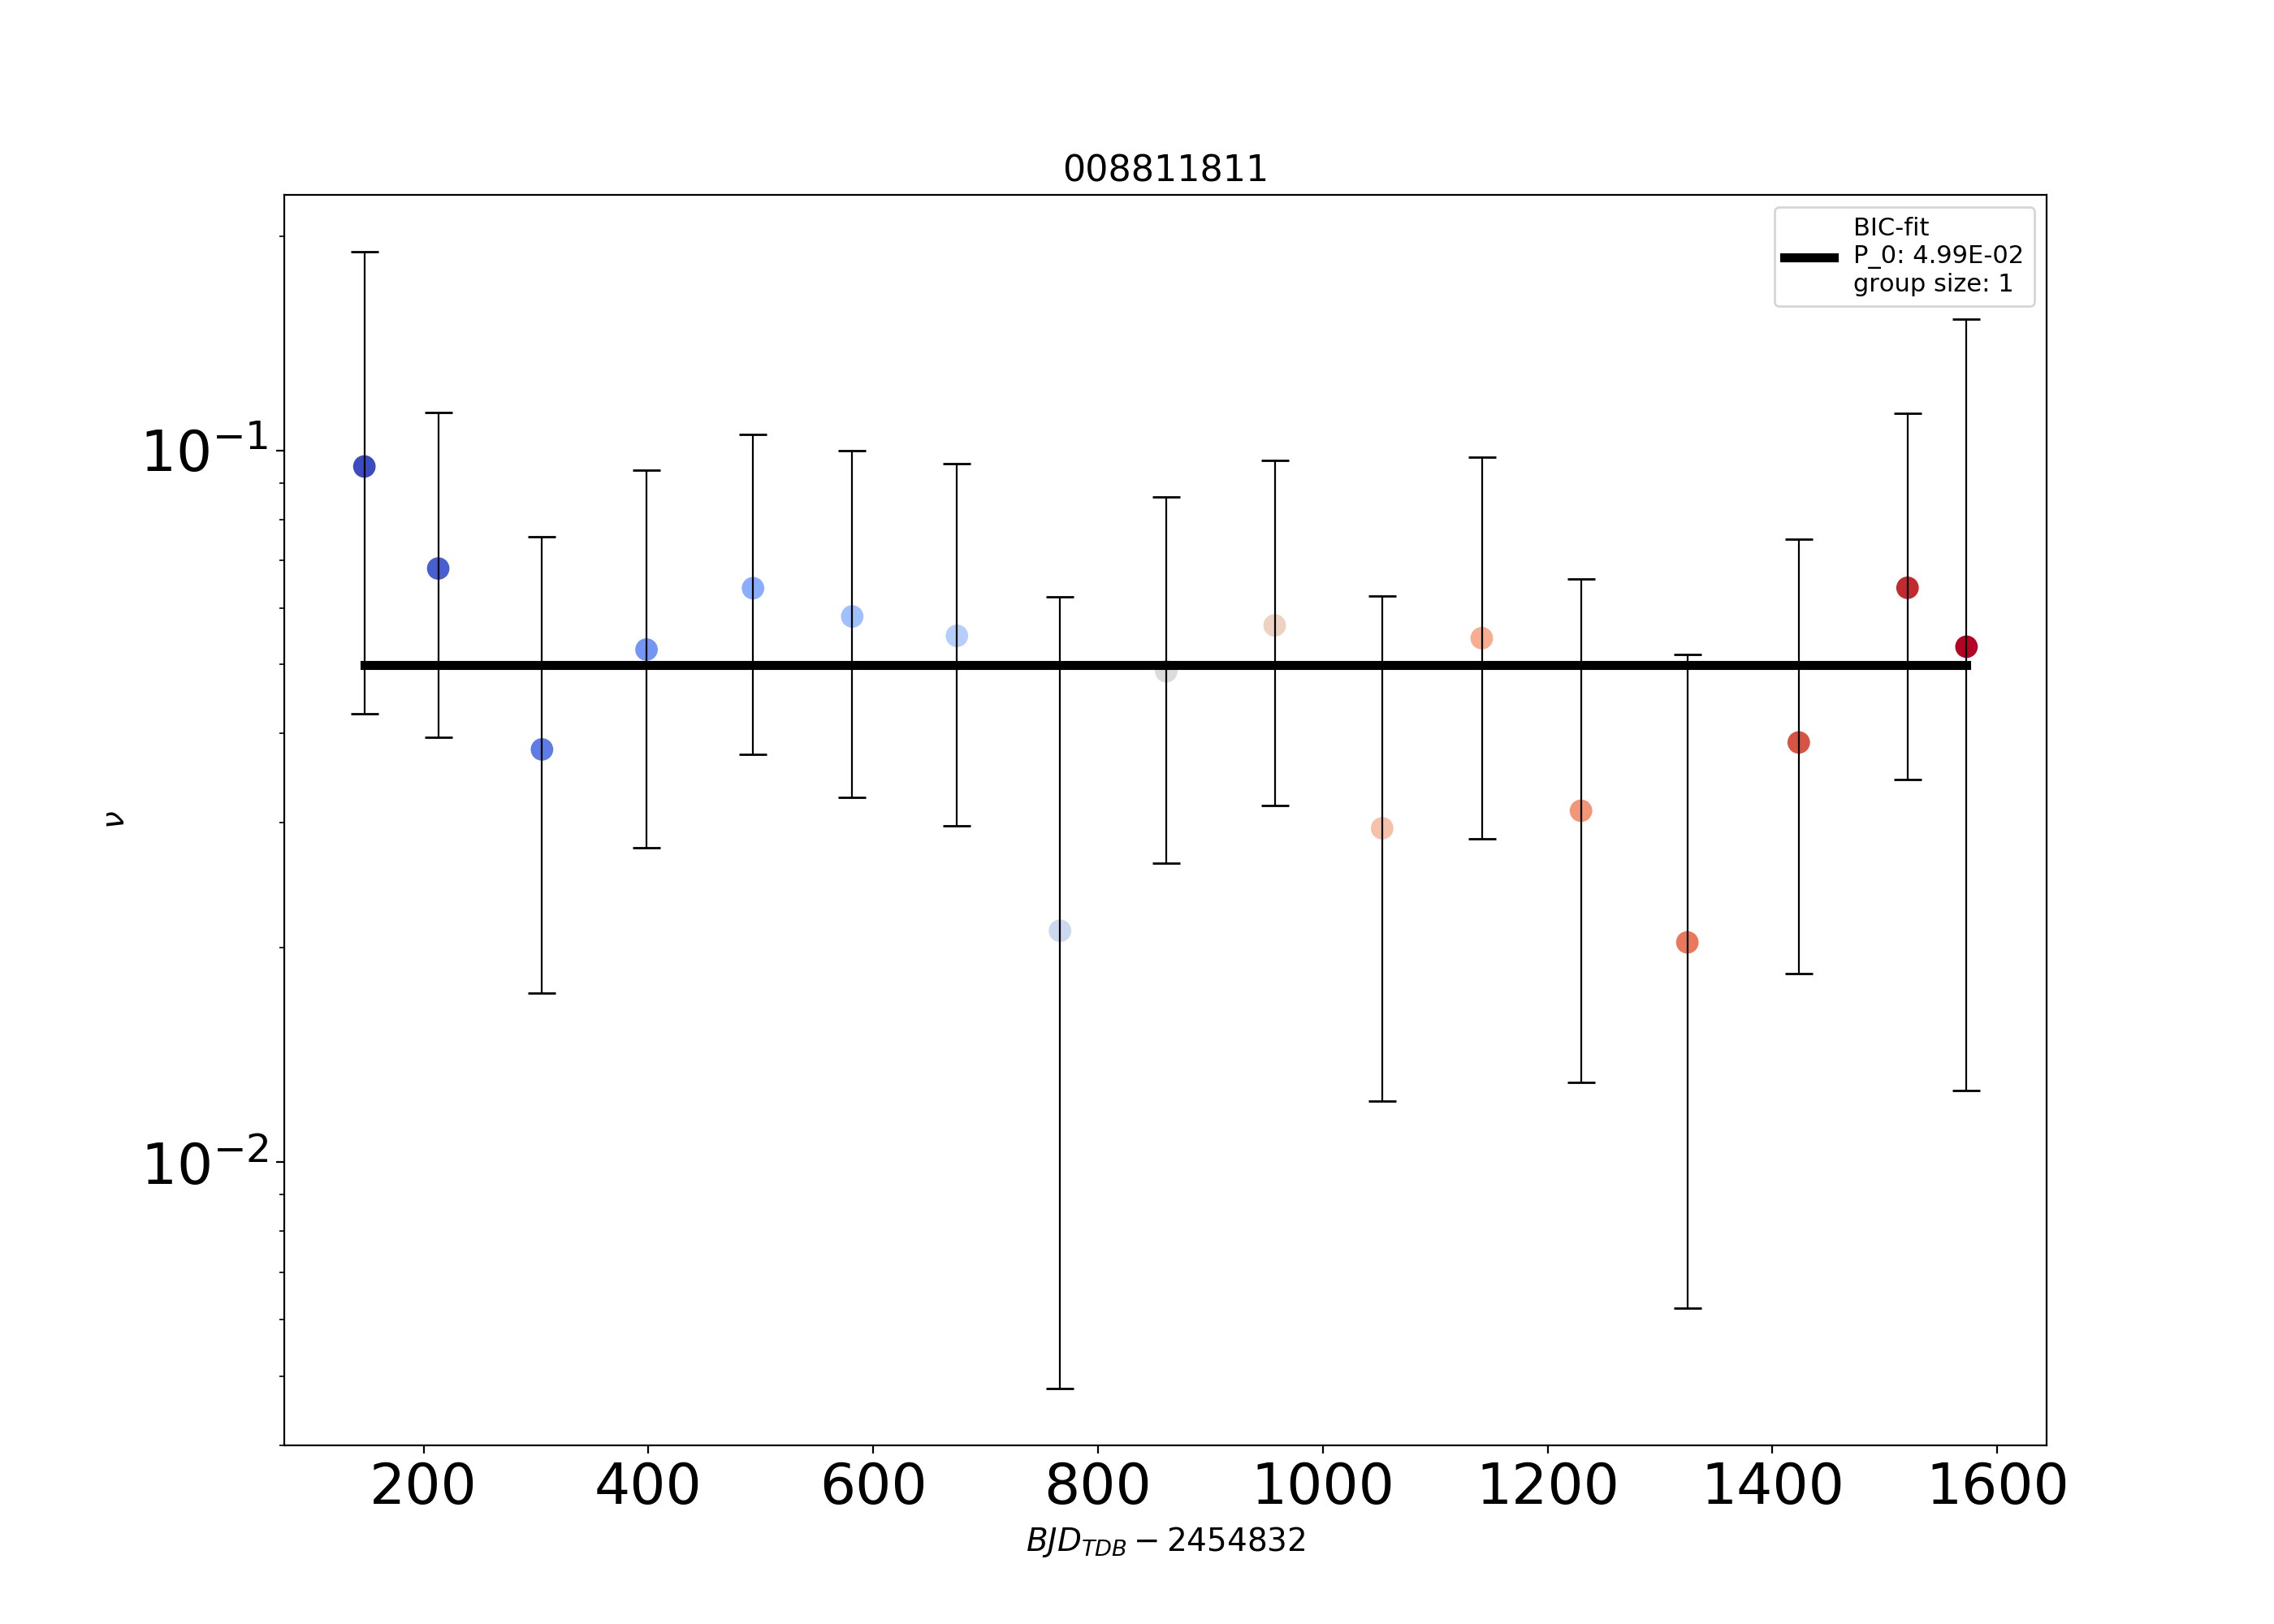 008811811
BIC-fit
P_0: 4.99E-02
group size: 1
10⁻¹
ν
10⁻²
200 400 600 800 1000 1200 1400 1600
BJD_TDB − 2454832